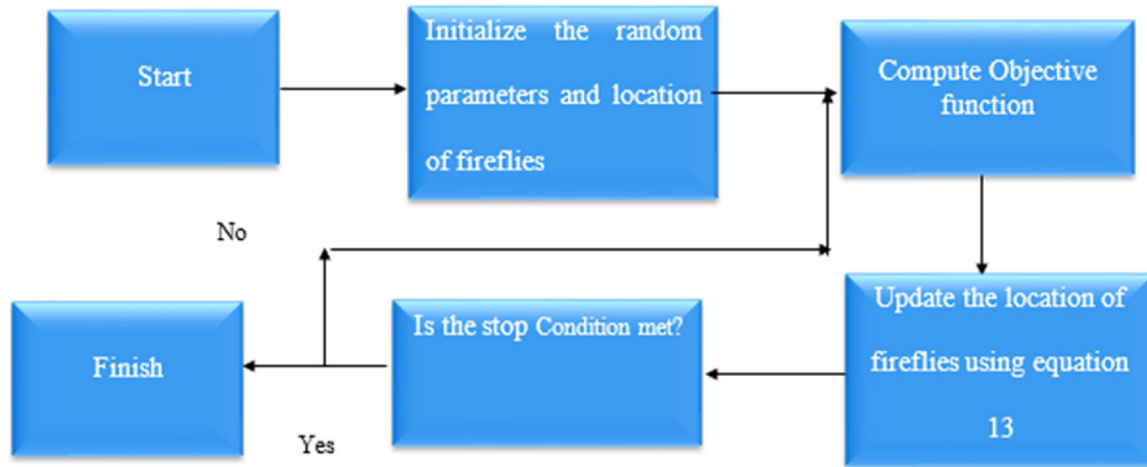 Start
Initialize the random
parameters and location
of fireflies
Compute Objective
function
No
Update the location of
fireflies using equation
13
Is the stop Condition met?
Finish
Yes